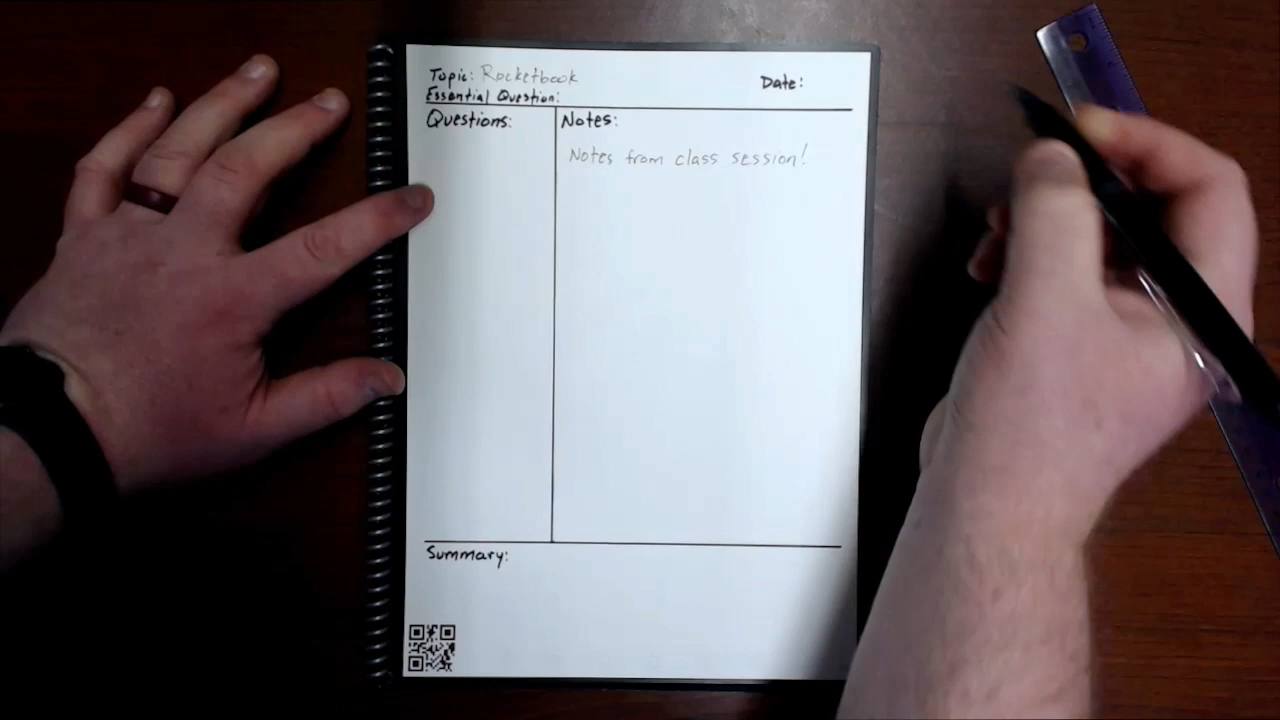 Topic: Rocketbook
Date:
Essential Question:
Questions:
Notes:
Notes from class session!
Summary: